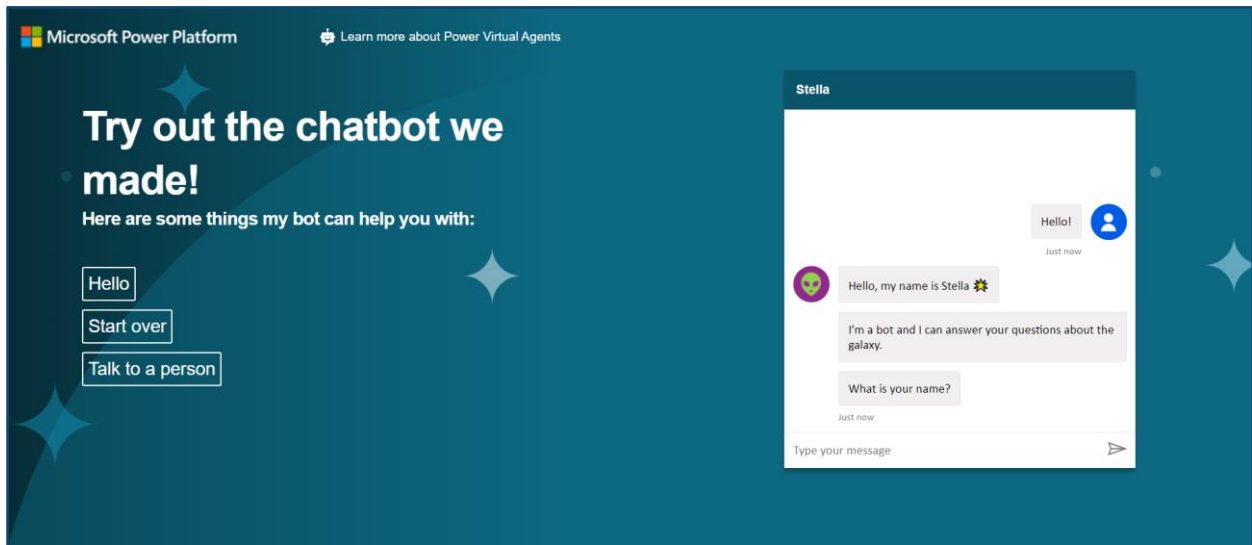 Microsoft Power Platform
Learn more about Power Virtual Agents
Try out the chatbot we
made!
Here are some things my bot can help you with:
Hello
Start over
Talk to a person
Stella
Hello!
Just now
Hello, my name is Stella
I'm a bot and I can answer your questions about the
galaxy.
What is your name?
Just now
Type your message